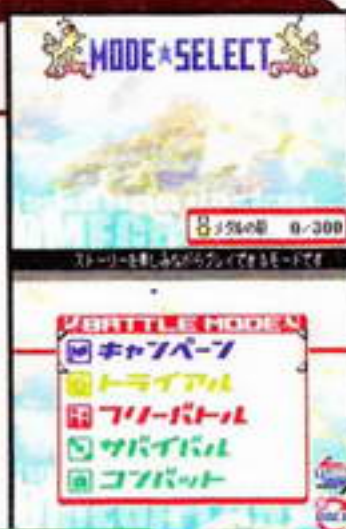 MODE★SELECT
メダルの数 0/300
ストーリーを楽しみながらプレイできるモードです
BATTLE MODE
キャンペーン
トライアル
フリーバトル
サバイバル
コンバット